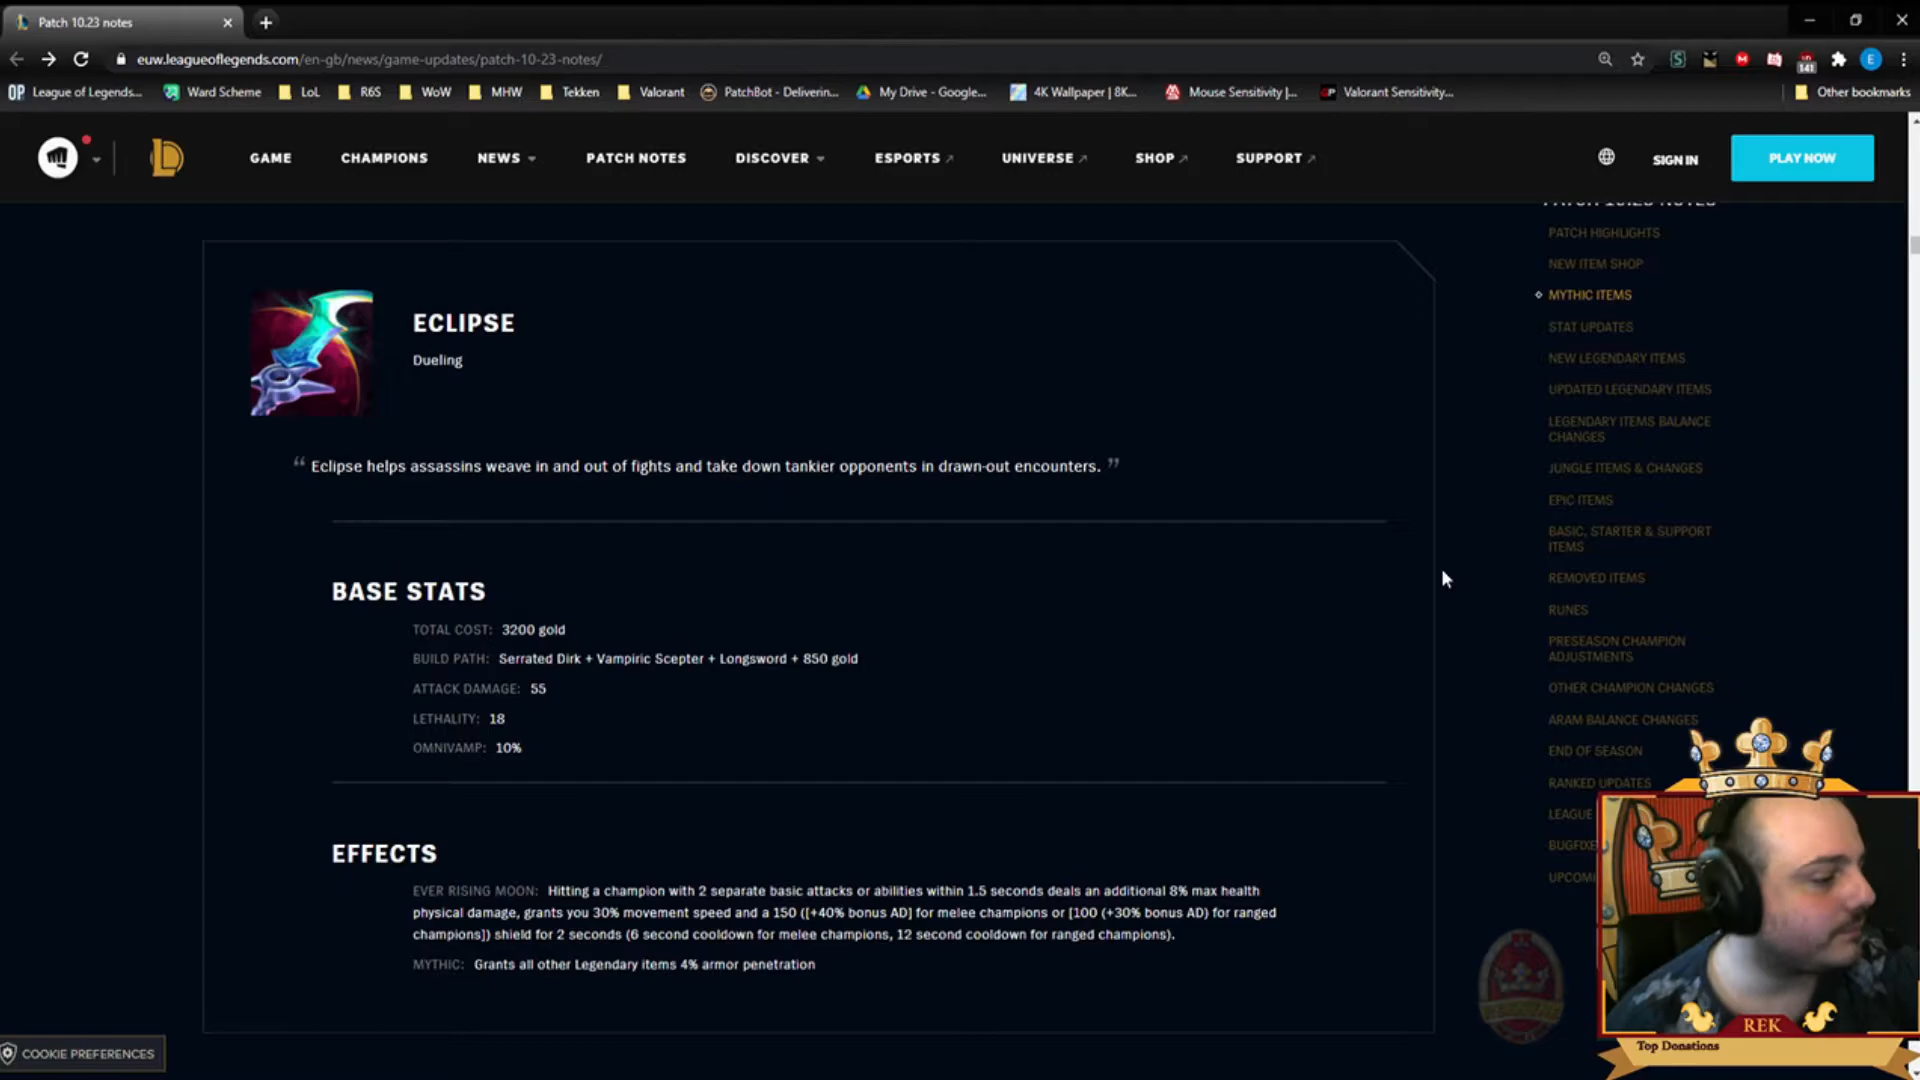 Patch 10.23 notes
euw.leagueoflegends.com/en-gb/news/game-updates/patch-10-23-notes/
141
E
OP League of Legends...
Ward Scheme
LoL
R6S
WoW
MHW
Tekken
Valorant
PatchBot - Deliverin...
My Drive - Google...
4K Wallpaper | 8K...
Mouse Sensitivity |...
Valorant Sensitivity...
Other bookmarks
GAME
CHAMPIONS
NEWS
PATCH NOTES
DISCOVER
ESPORTS
UNIVERSE
SHOP
SUPPORT
SIGN IN
PLAY NOW
ECLIPSE
Dueling
“ Eclipse helps assassins weave in and out of fights and take down tankier opponents in drawn-out encounters. ”
BASE STATS
TOTAL COST: 3200 gold
BUILD PATH: Serrated Dirk + Vampiric Scepter + Longsword + 850 gold
ATTACK DAMAGE: 55
LETHALITY: 18
OMNIVAMP: 10%
EFFECTS
EVER RISING MOON: Hitting a champion with 2 separate basic attacks or abilities within 1.5 seconds deals an additional 8% max health
physical damage, grants you 30% movement speed and a 150 ([+40% bonus AD] for melee champions or [100 (+30% bonus AD) for ranged
champions]) shield for 2 seconds (6 second cooldown for melee champions, 12 second cooldown for ranged champions).
MYTHIC: Grants all other Legendary items 4% armor penetration
PATCH 10.23 NOTES
PATCH HIGHLIGHTS
NEW ITEM SHOP
MYTHIC ITEMS
STAT UPDATES
NEW LEGENDARY ITEMS
UPDATED LEGENDARY ITEMS
LEGENDARY ITEMS BALANCE
CHANGES
JUNGLE ITEMS & CHANGES
EPIC ITEMS
BASIC, STARTER & SUPPORT
ITEMS
REMOVED ITEMS
RUNES
PRESEASON CHAMPION
ADJUSTMENTS
OTHER CHAMPION CHANGES
ARAM BALANCE CHANGES
END OF SEASON
RANKED UPDATES
LEAGUE
BUGFIXE
UPCOMI
REK
Top Donations
COOKIE PREFERENCES